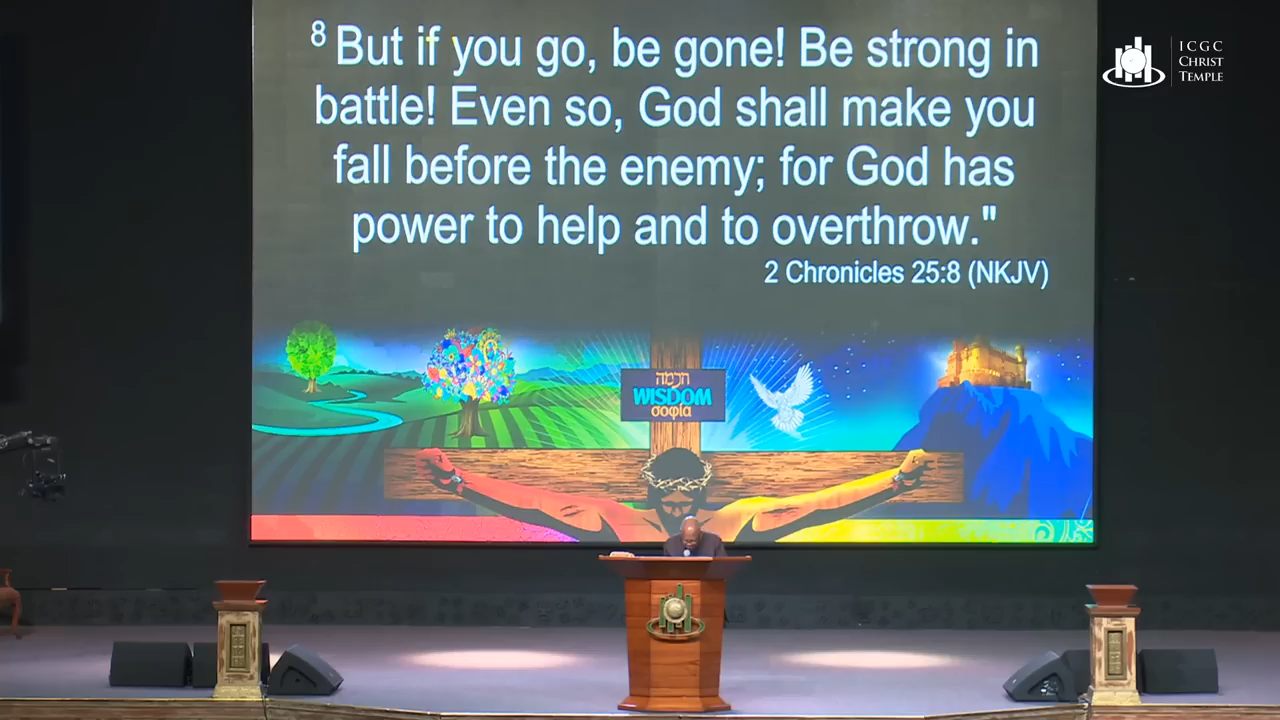 8 But if you go, be gone! Be strong in
battle! Even so, God shall make you
fall before the enemy; for God has
power to help and to overthrow."
2 Chronicles 25:8 (NKJV)
חכמה
WISDOM
σοφία
ICGC
CHRIST
TEMPLE